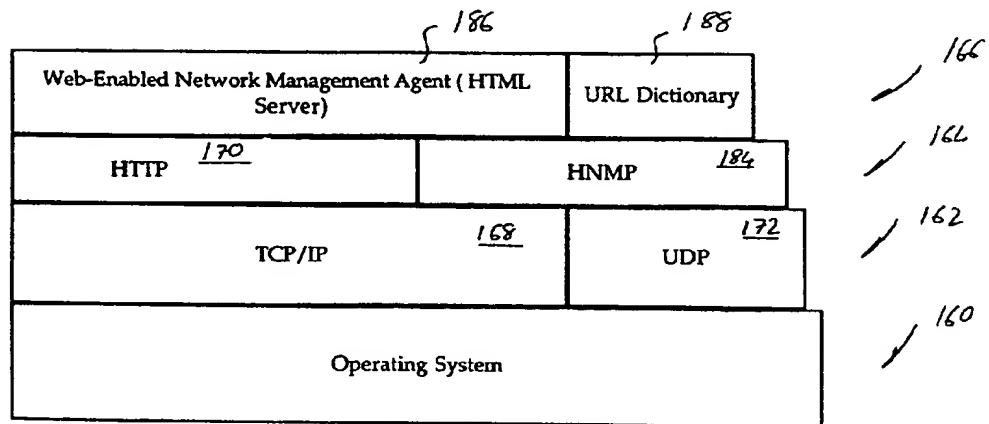 186
188
166
Web-Enabled Network Management Agent ( HTML
Server)
URL Dictionary
164
HTTP 170
HNMP 184
162
TCP/IP 168
UDP 172
160
Operating System